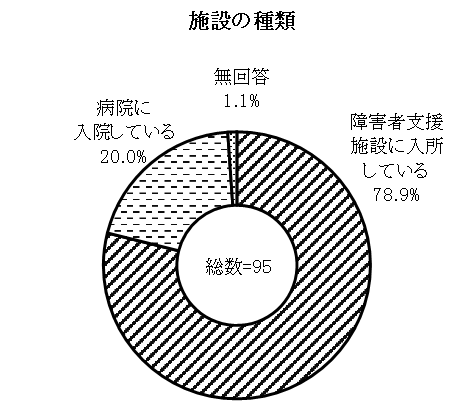 施設の種類
無回答
1.1%
病院に
入院している
20.0%
障害者支援
施設に入所
している
78.9%
総数=95